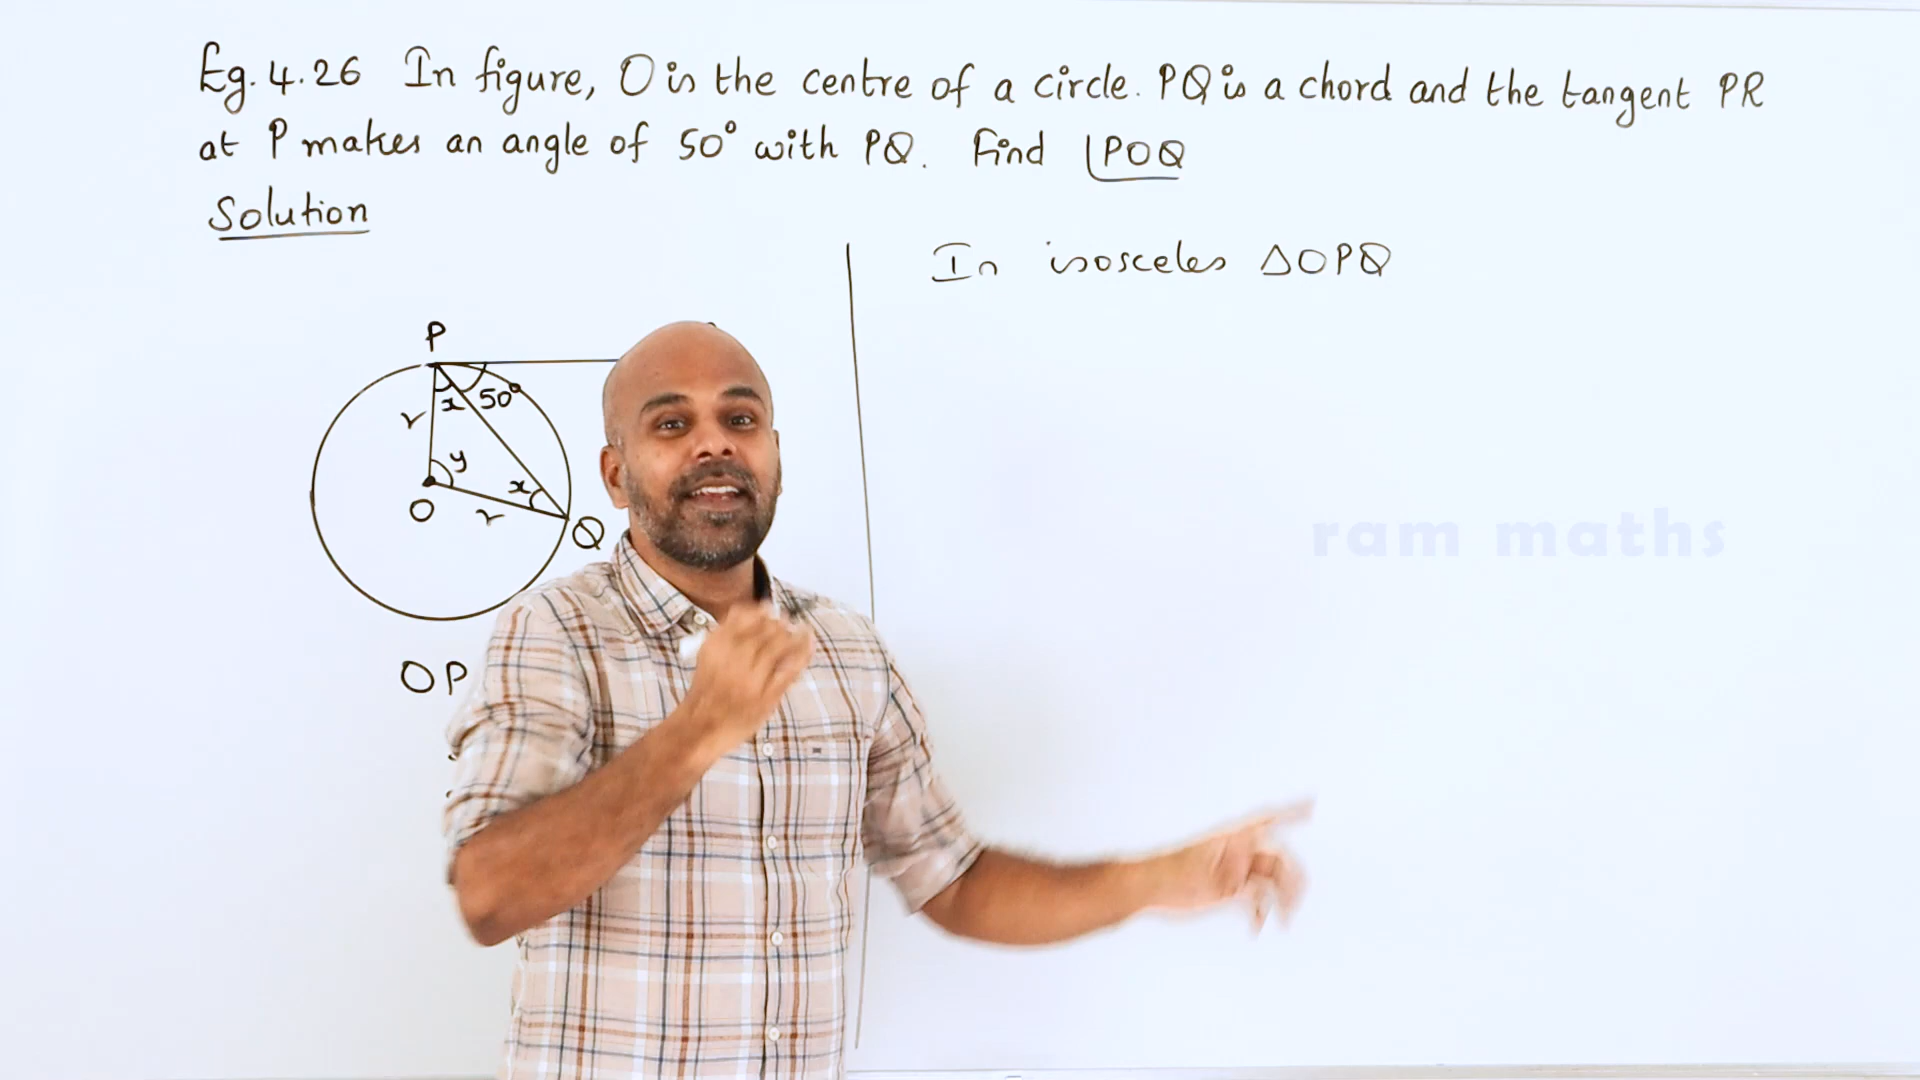 Eg. 4.26 In figure, O is the centre of a circle. PQ is a chord and the tangent PR
at P makes an angle of 50° with PQ. Find ∠POQ
Solution
In isosceles △OPQ
P
x 50°
r
y
x
O
r
Q
ram maths
OP